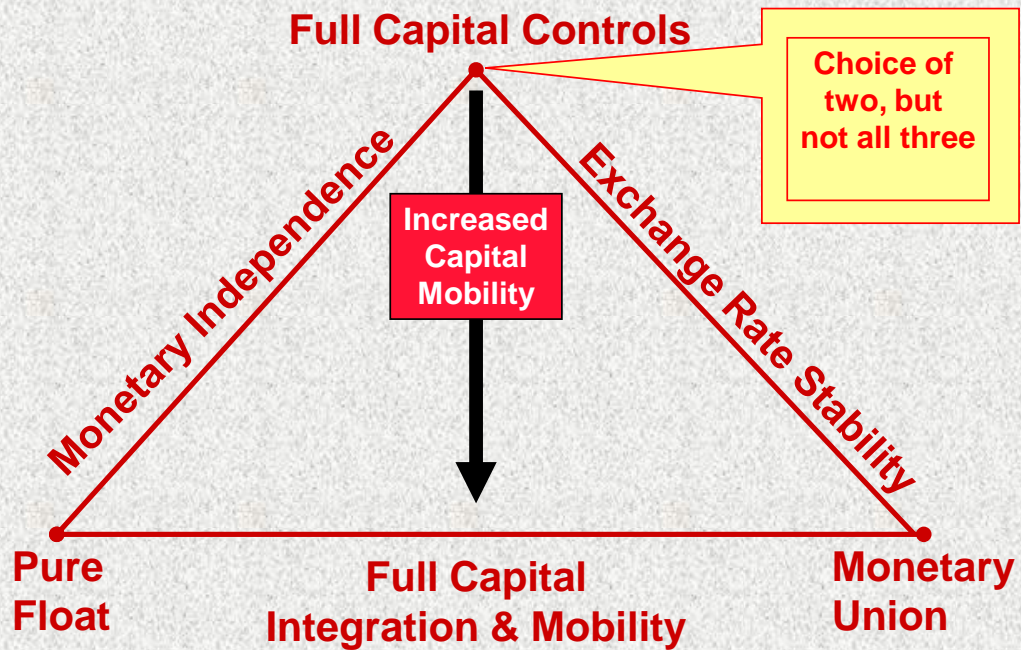 Full Capital Controls
Choice of
two, but
not all three
Monetary Independence
Exchange Rate Stability
Increased
Capital
Mobility
Pure
Float
Full Capital
Integration & Mobility
Monetary
Union